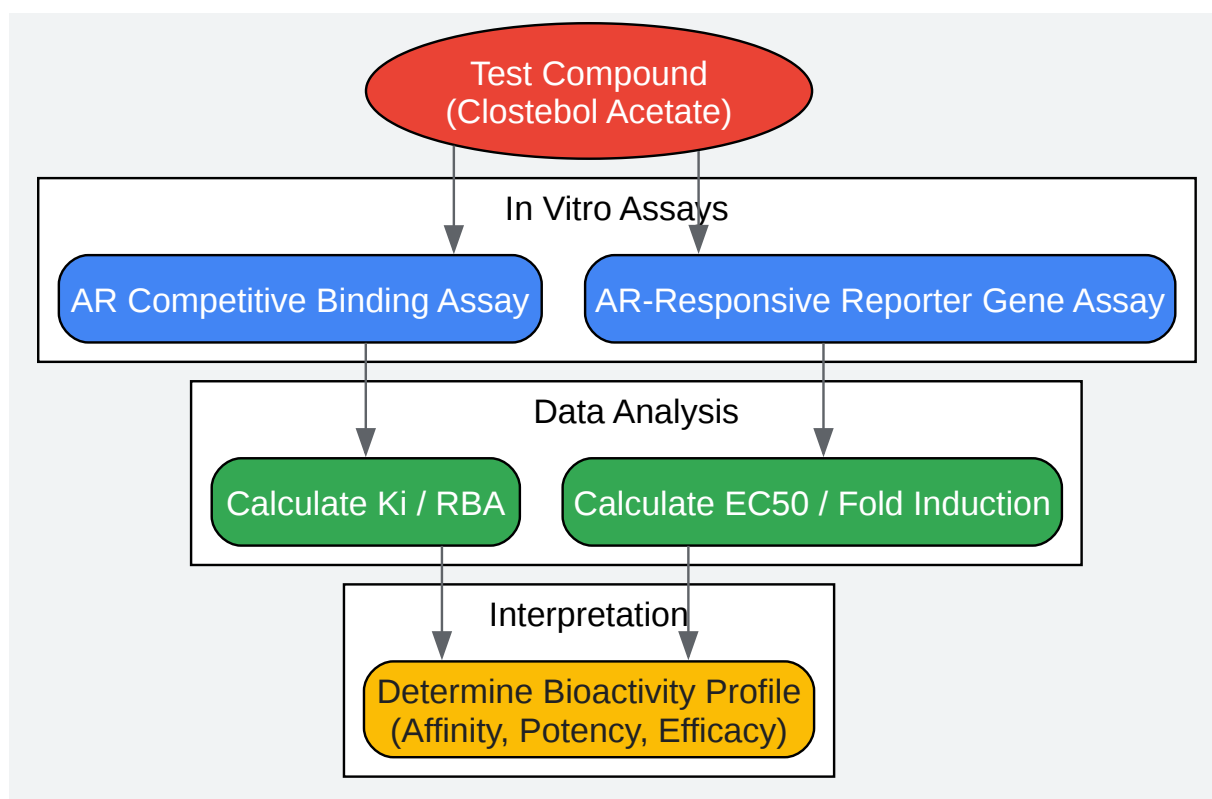 Test Compound
(Clostebol Acetate)
In Vitro Assays
AR Competitive Binding Assay
AR-Responsive Reporter Gene Assay
Data Analysis
Calculate Ki / RBA
Calculate EC50 / Fold Induction
Interpretation
Determine Bioactivity Profile
(Affinity, Potency, Efficacy)